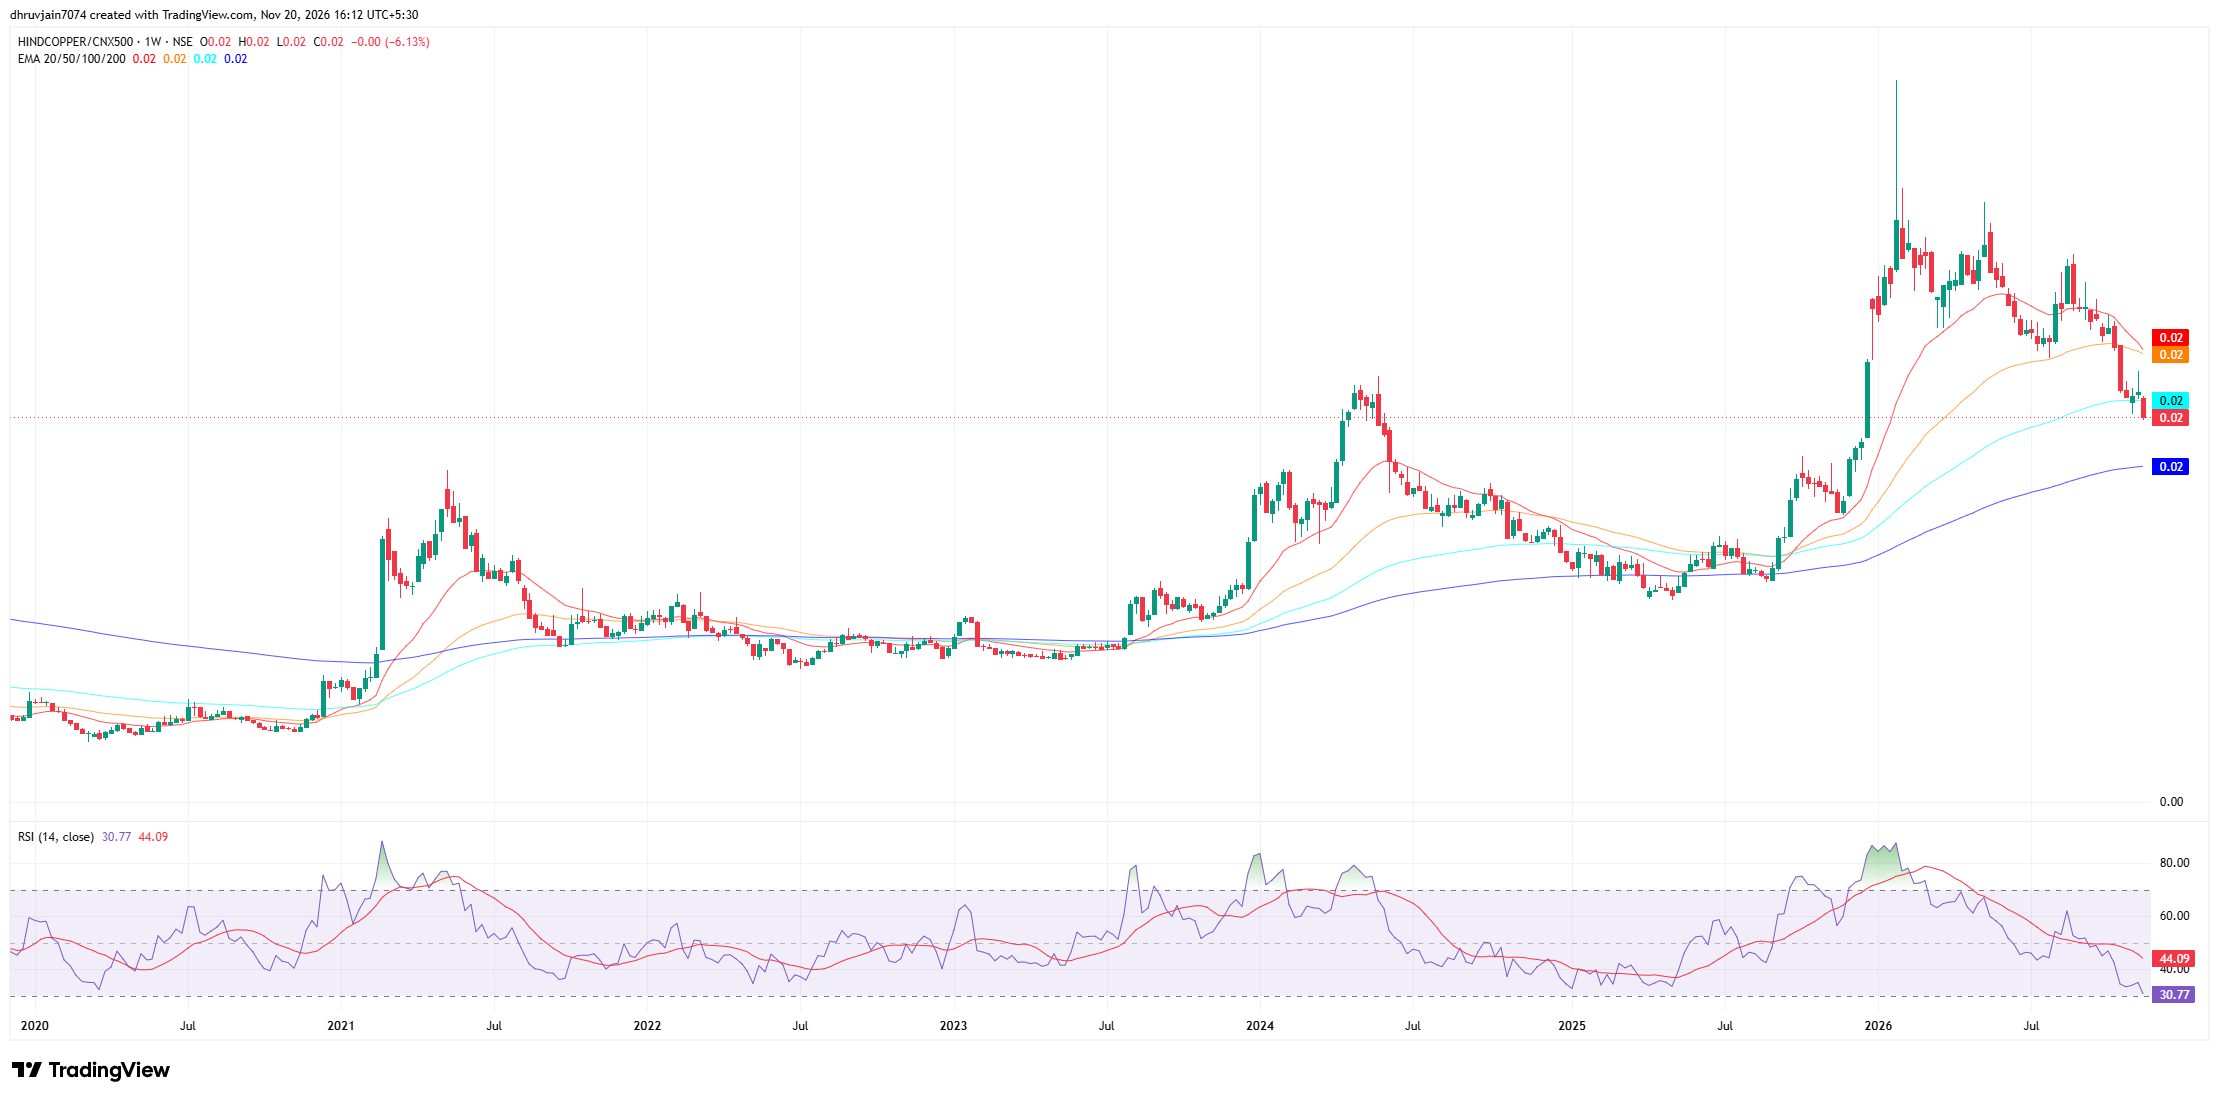 dhruvjain7074 created with TradingView.com, Nov 20, 2026 16:12 UTC+5:30
HINDCOPPER/CNX500 · 1W · NSE O0.02 H0.02 L0.02 C0.02 −0.00 (−6.13%)
EMA 20/50/100/200 0.02 0.02 0.02 0.02
0.02
0.02
0.02
0.02
0.02
0.00
RSI (14, close) 30.77 44.09
80.00
60.00
44.09
40.00
30.77
2020 Jul 2021 Jul 2022 Jul 2023 Jul 2024 Jul 2025 Jul 2026 Jul
TradingView